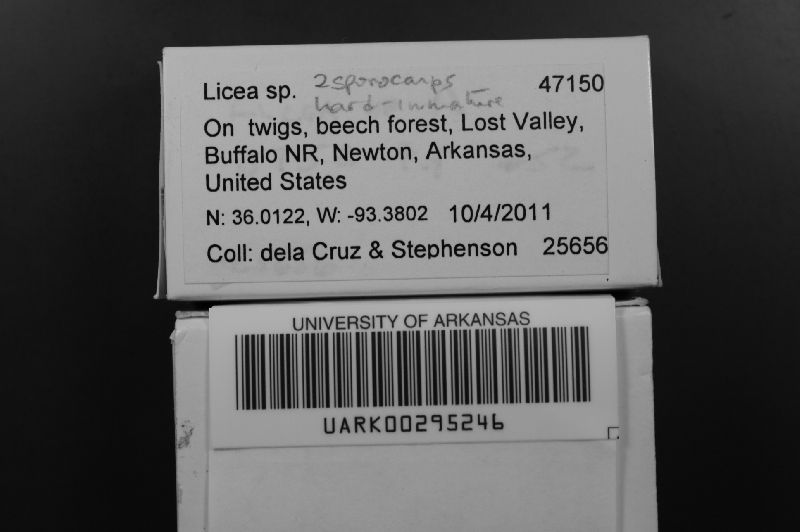 Licea sp. 2 sporocarps 47150
hard - immature
On twigs, beech forest, Lost Valley,
Buffalo NR, Newton, Arkansas,
United States
N: 36.0122, W: -93.3802 10/4/2011
Coll: dela Cruz & Stephenson 25656
UNIVERSITY OF ARKANSAS
UARK00295246